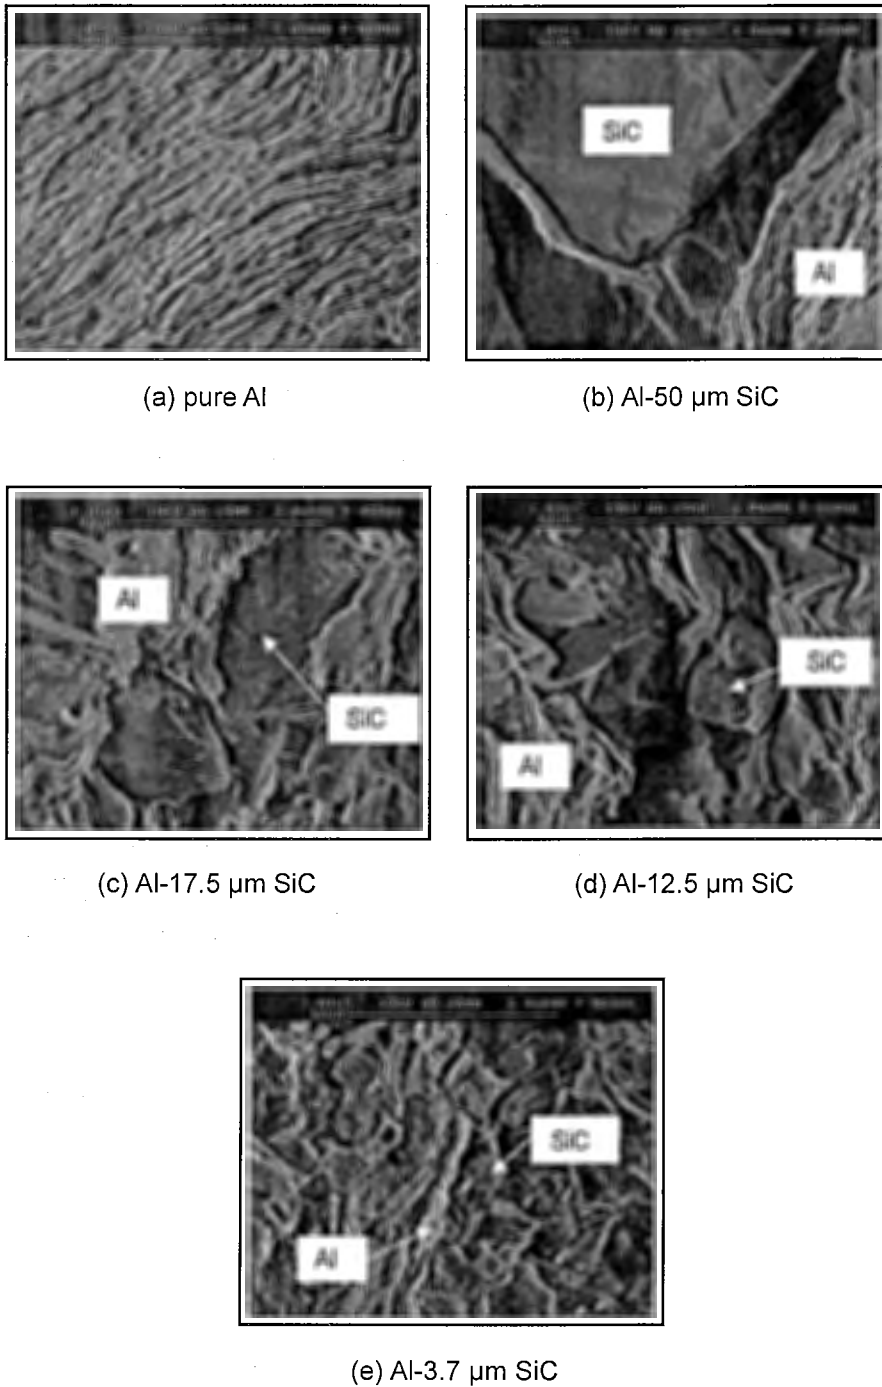 SiC
Al
(a) pure Al
(b) Al-50 µm SiC
Al
SiC
SiC
Al
(c) Al-17.5 µm SiC
(d) Al-12.5 µm SiC
SiC
Al
(e) Al-3.7 µm SiC